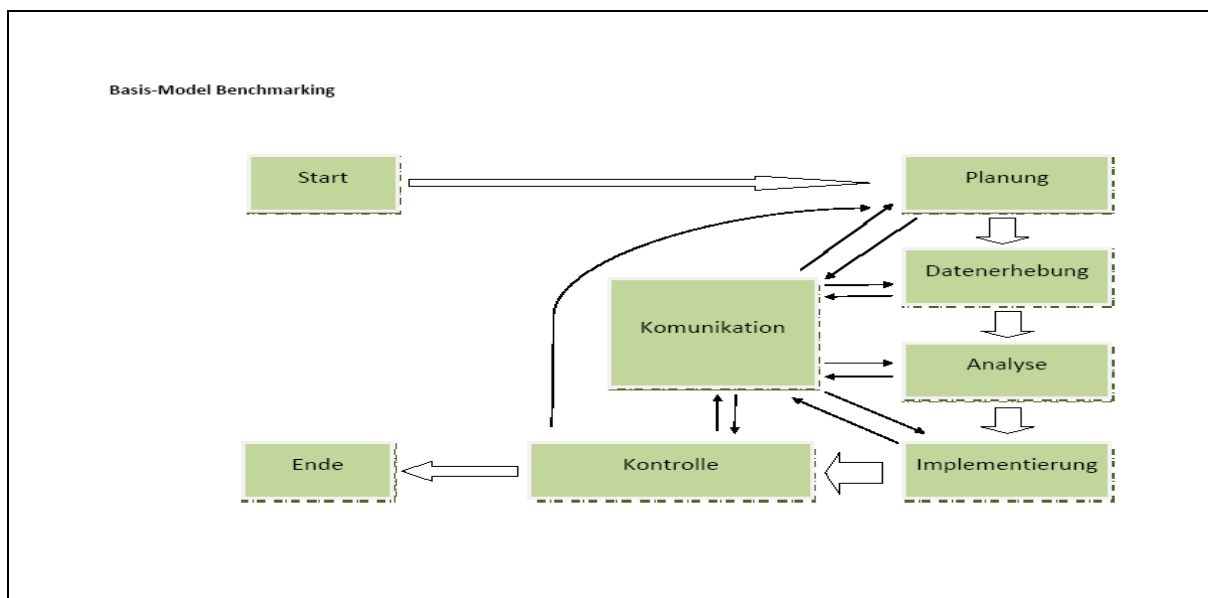 Basis-Model Benchmarking
Start
Planung
Datenerhebung
Komunikation
Analyse
Ende
Kontrolle
Implementierung